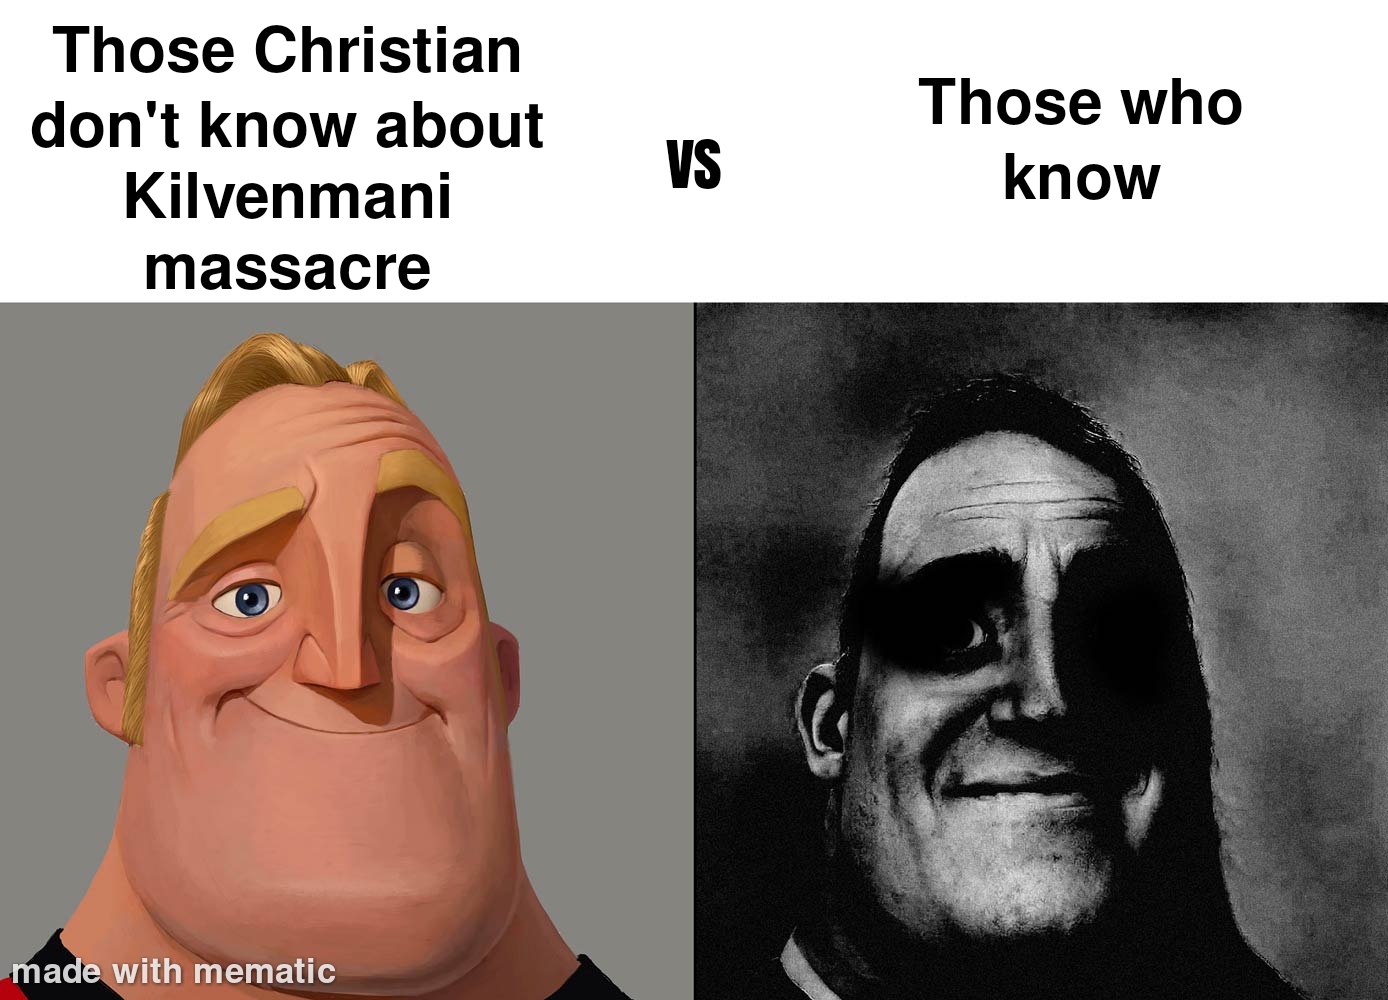 Those Christian
don't know about
Kilvenmani
massacre
vs
Those who
know
made with mematic